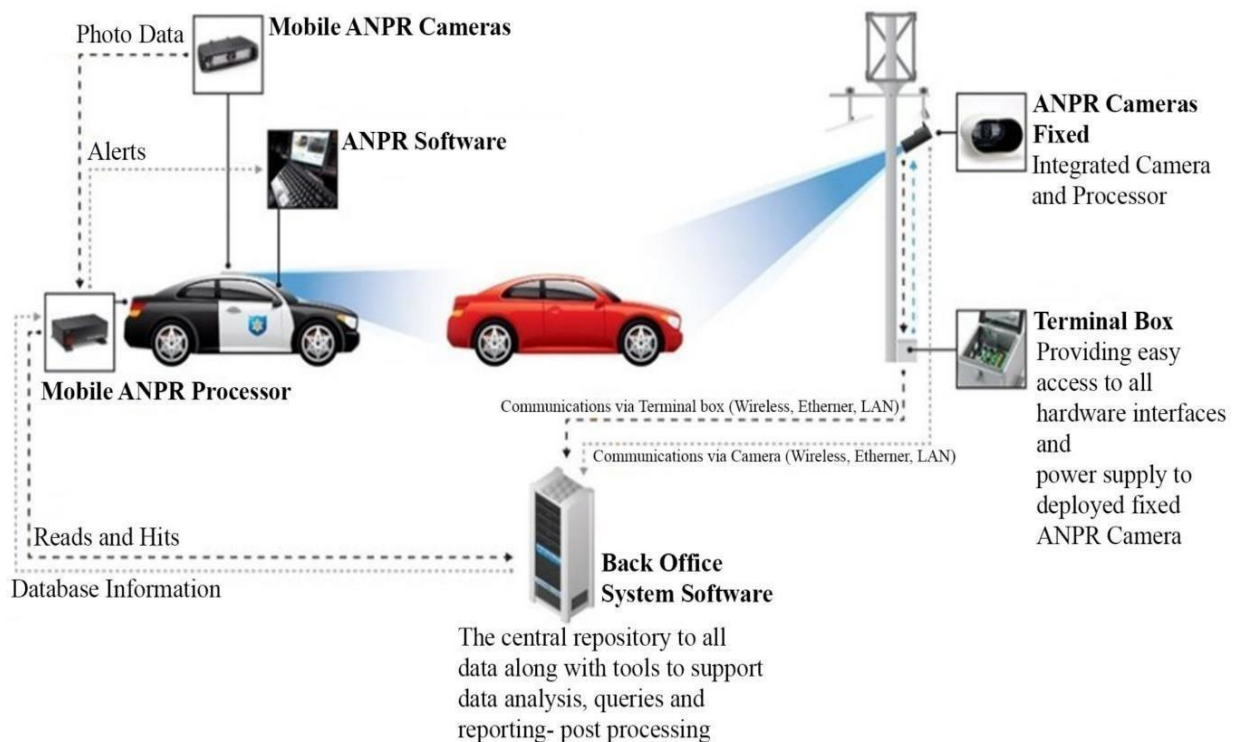 Photo Data
Mobile ANPR Cameras
Alerts
ANPR Software
Mobile ANPR Processor
ANPR Cameras
Fixed
Integrated Camera
and Processor
Terminal Box
Providing easy
access to all
hardware interfaces
and
power supply to
deployed fixed
ANPR Camera
Communications via Terminal box (Wireless, Etherner, LAN)
Communications via Camera (Wireless, Etherner, LAN)
Reads and Hits
Database Information
Back Office
System Software
The central repository to all
data along with tools to support
data analysis, queries and
reporting- post processing